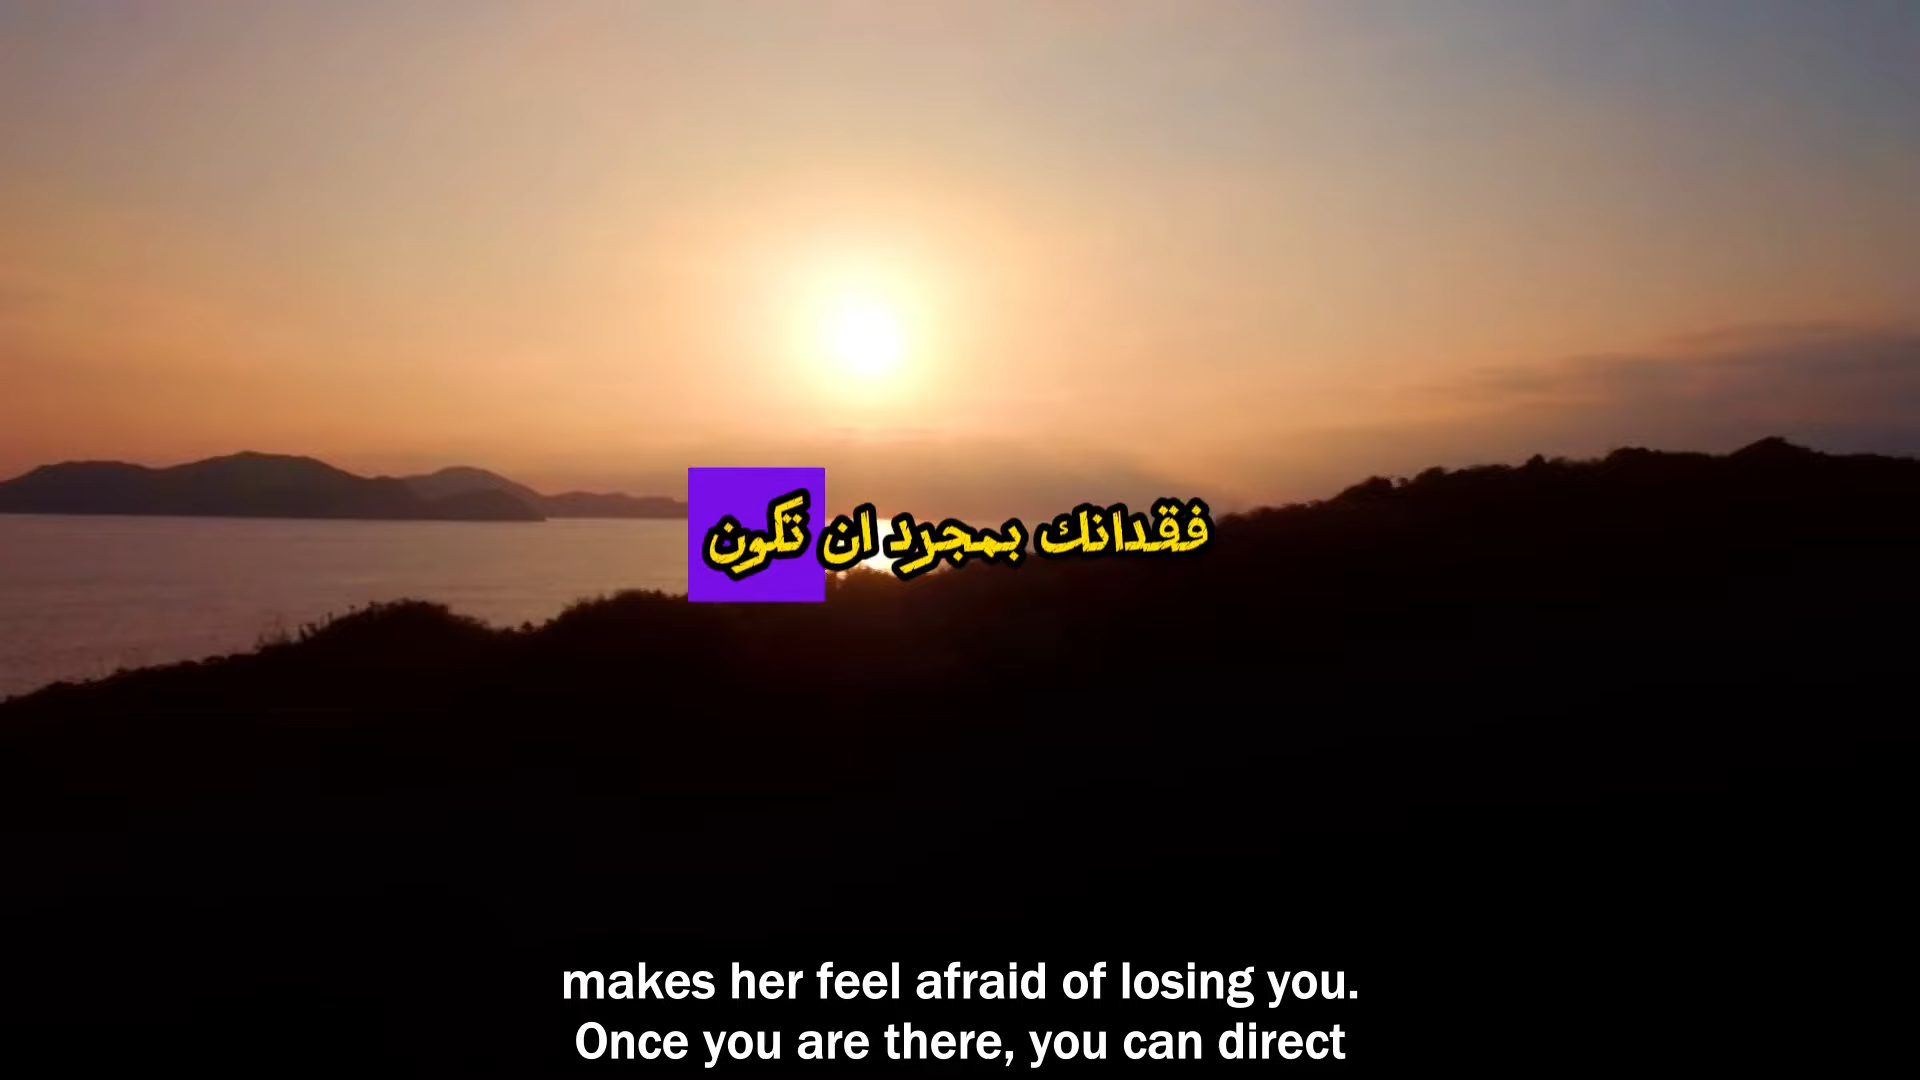 فقدانك بمجرد ان تكون
makes her feel afraid of losing you.
Once you are there, you can direct